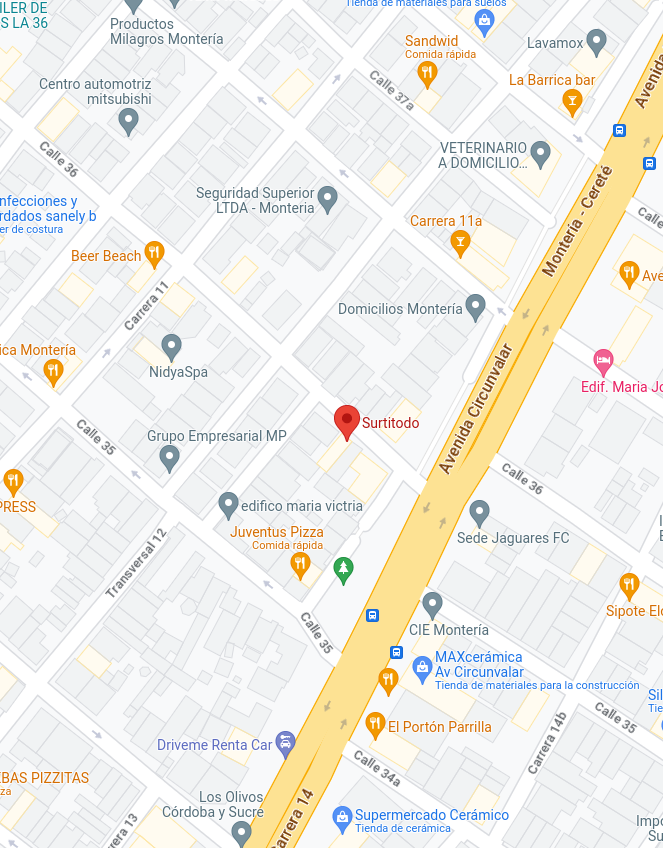 ILER DE
S LA 36
Productos
Milagros Montería
Tienda de materiales para suelos
Sandwid
Comida rápida
Lavamox
Avenida
Centro automotriz
mitsubishi
Calle 37a
La Barrica bar
Calle 36
VETERINARIO
A DOMICILIO...
Montería - Cereté
nfecciones y
rdados sanely b
er de costura
Seguridad Superior
LTDA - Monteria
Carrera 11a
Calle
Beer Beach
Ave
Carrera 11
Domicilios Montería
ica Montería
NidyaSpa
Avenida Circunvalar
Edif. Maria Jo
Surtitodo
Calle 35
Grupo Empresarial MP
Calle 36
PRESS
edifico maria victria
Juventus Pizza
Comida rápida
Sede Jaguares FC
Transversal 12
Sipote Elo
Calle 35
CIE Montería
MAXcerámica
Av Circunvalar
Tienda de materiales para la construcción
Sil
Tie
El Portón Parrilla
Calle 35
Carrera 14b
Driveme Renta Car
EBAS PIZZITAS
za
Calle 34a
Los Olivos
Córdoba y Sucre
Carrera 14
Supermercado Cerámico
Tienda de cerámica
Impo
Su
rera 13